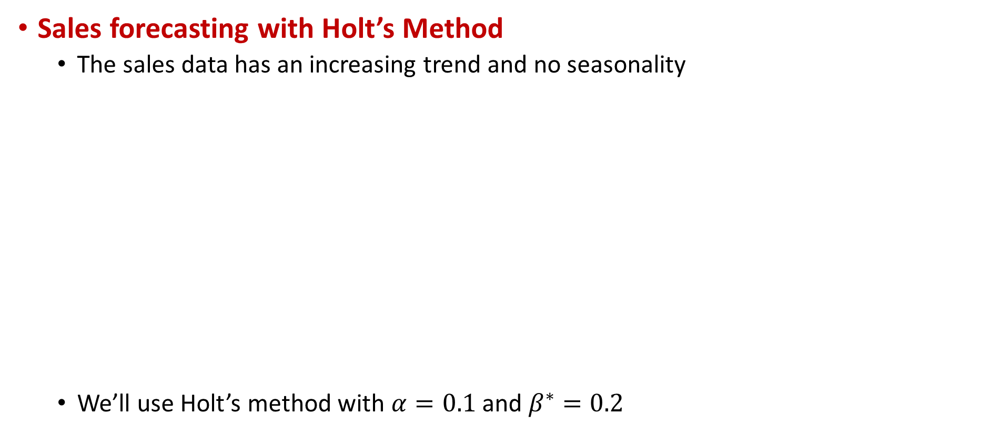 • Sales forecasting with Holt’s Method
• The sales data has an increasing trend and no seasonality
• We’ll use Holt’s method with 𝛼 = 0.1 and 𝛽* = 0.2